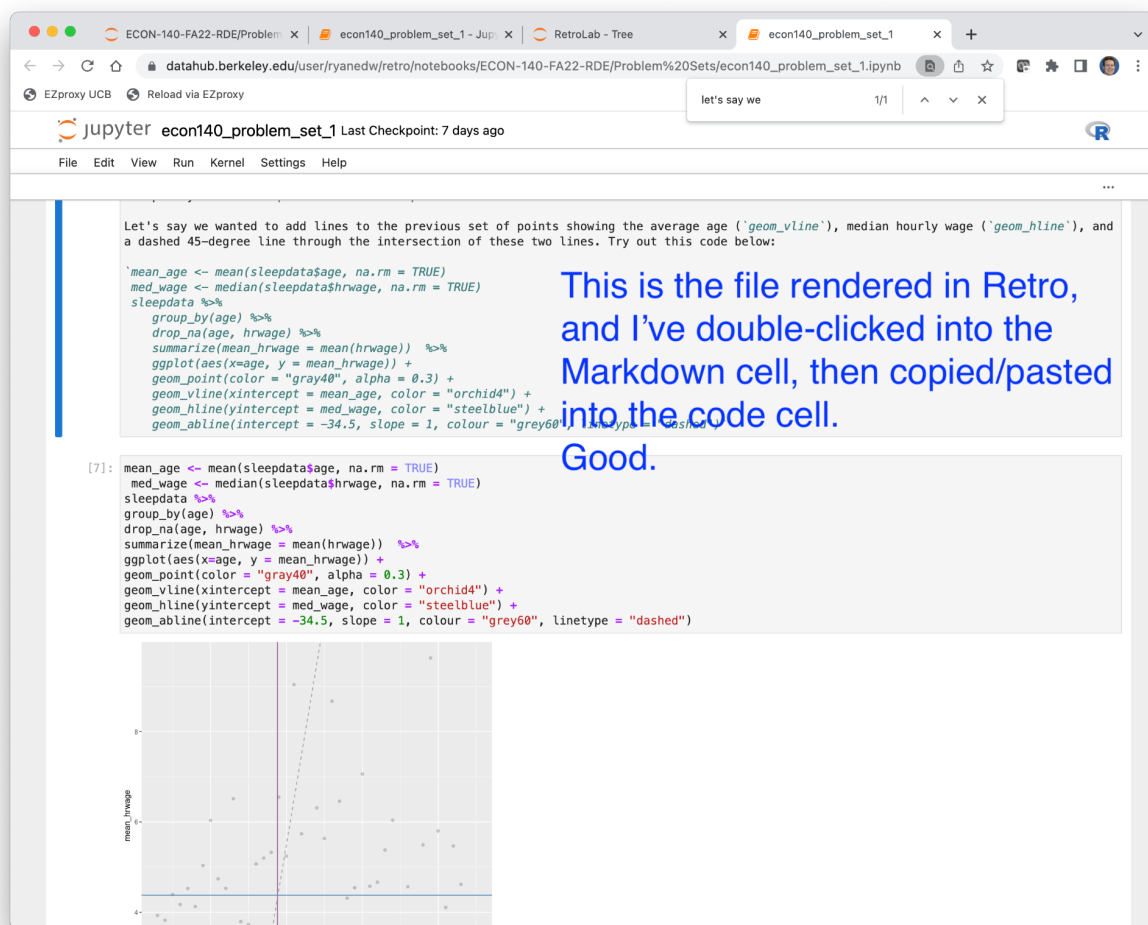 ECON-140-FA22-RDE/Problem
econ140_problem_set_1 - Jup
RetroLab - Tree
econ140_problem_set_1
datahub.berkeley.edu/user/ryanedw/retro/notebooks/ECON-140-FA22-RDE/Problem%20Sets/econ140_problem_set_1.ipynb
EZproxy UCB
Reload via EZproxy
let's say we
1/1
jupyter econ140_problem_set_1 Last Checkpoint: 7 days ago
R
File Edit View Run Kernel Settings Help
Let's say we wanted to add lines to the previous set of points showing the average age (`geom_vline`), median hourly wage (`geom_hline`), and
a dashed 45-degree line through the intersection of these two lines. Try out this code below:
`mean_age <- mean(sleepdata$age, na.rm = TRUE)
med_wage <- median(sleepdata$hrwage, na.rm = TRUE)
sleepdata %>%
group_by(age) %>%
drop_na(age, hrwage) %>%
summarize(mean_hrwage = mean(hrwage))  %>%
ggplot(aes(x=age, y = mean_hrwage)) +
geom_point(color = "gray40", alpha = 0.3) +
geom_vline(xintercept = mean_age, color = "orchid4") +
geom_hline(yintercept = med_wage, color = "steelblue") +
geom_abline(intercept = -34.5, slope = 1, colour = "grey60", linetype = "dashed")
This is the file rendered in Retro,
and I've double-clicked into the
Markdown cell, then copied/pasted
into the code cell.
Good.
[7]:
mean_age <- mean(sleepdata$age, na.rm = TRUE)
med_wage <- median(sleepdata$hrwage, na.rm = TRUE)
sleepdata %>%
group_by(age) %>%
drop_na(age, hrwage) %>%
summarize(mean_hrwage = mean(hrwage))  %>%
ggplot(aes(x=age, y = mean_hrwage)) +
geom_point(color = "gray40", alpha = 0.3) +
geom_vline(xintercept = mean_age, color = "orchid4") +
geom_hline(yintercept = med_wage, color = "steelblue") +
geom_abline(intercept = -34.5, slope = 1, colour = "grey60", linetype = "dashed")
8
mean_hrwage
6
4